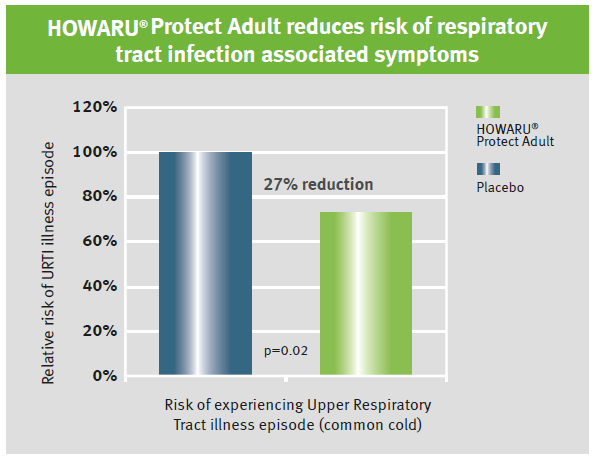 HOWARU® Protect Adult reduces risk of respiratory
tract infection associated symptoms
Relative risk of URTI illness episode
120%
100%
80%
60%
40%
20%
0%
27% reduction
p=0.02
HOWARU®
Protect Adult
Placebo
Risk of experiencing Upper Respiratory
Tract illness episode (common cold)